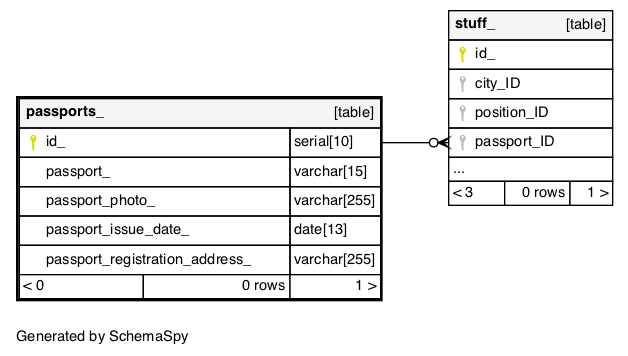 stuff_ [table]
id_
city_ID
position_ID
passport_ID
...
< 3 0 rows 1 >
passports_ [table]
id_ serial[10]
passport_ varchar[15]
passport_photo_ varchar[255]
passport_issue_date_ date[13]
passport_registration_address_ varchar[255]
< 0 0 rows 1 >
Generated by SchemaSpy